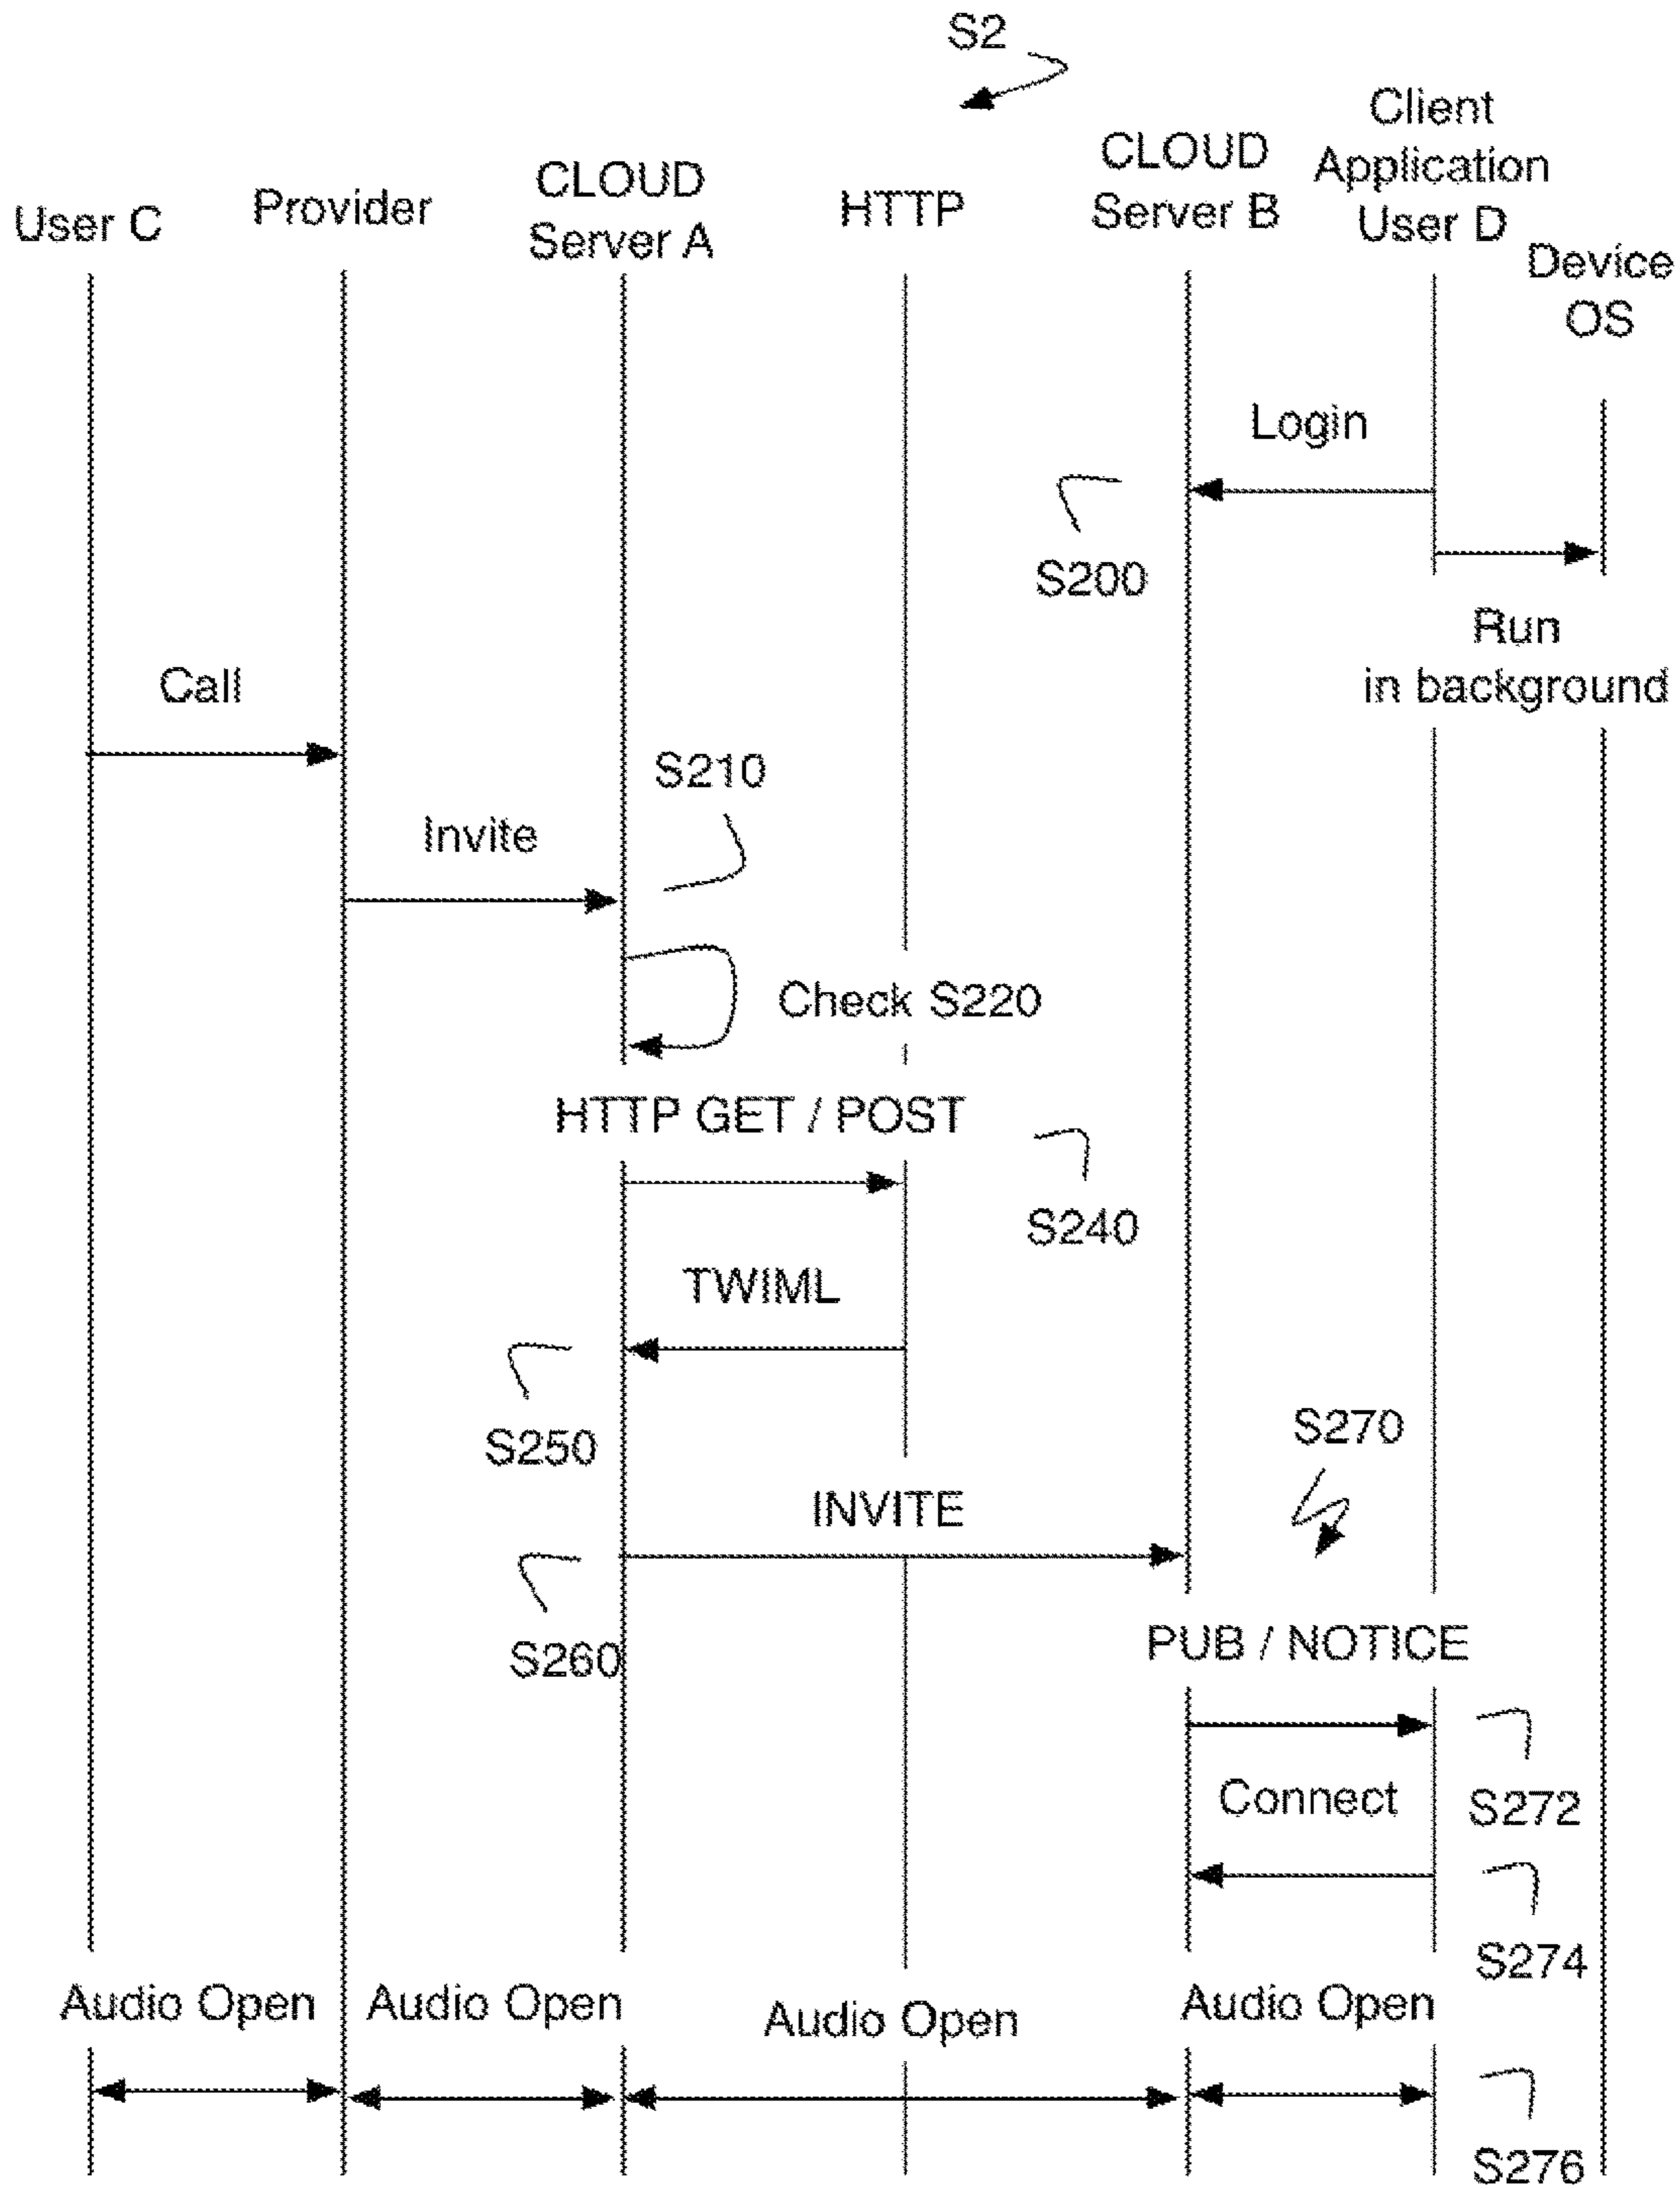 S2
User C
Provider
CLOUD
Server A
HTTP
CLOUD
Server B
Client
Application
User D
Device
OS
Login
S200
Run
in background
Call
S210
Invite
Check S220
HTTP GET / POST
S240
TWIML
S250
S270
INVITE
S260
PUB / NOTICE
Connect
S272
S274
Audio Open
Audio Open
Audio Open
Audio Open
S276